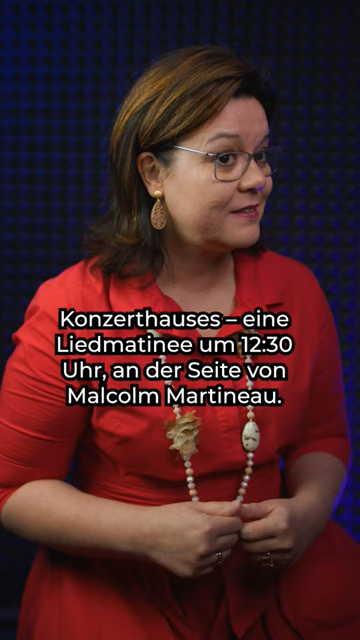 Konzerthauses – eine
Liedmatinee um 12:30
Uhr, an der Seite von
Malcolm Martineau.